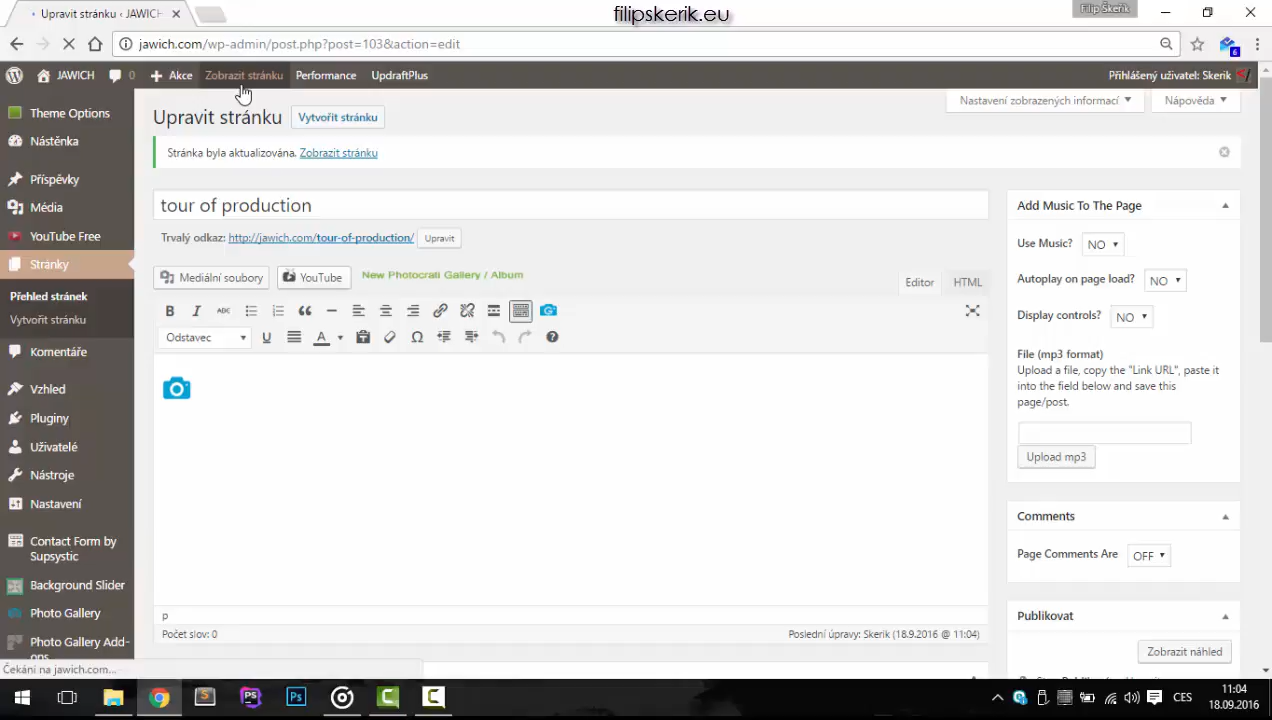 Upravit stránku ‹ JAWICH
filipskerik.eu
Filip Škeřík
jawich.com/wp-admin/post.php?post=103&action=edit
6
JAWICH
0
Akce
Zobrazit stránku
Performance
UpdraftPlus
Přihlášený uživatel: Skerik
Theme Options
Nástěnka
Příspěvky
Média
YouTube Free
Stránky
Přehled stránek
Vytvořit stránku
Komentáře
Vzhled
Pluginy
Uživatelé
Nástroje
Nastavení
Contact Form by
Supsystic
Background Slider
Photo Gallery
Photo Gallery Add-
ons
Čekání na jawich.com...
Nastavení zobrazených informací
Nápověda
Upravit stránku
Vytvořit stránku
Stránka byla aktualizována. Zobrazit stránku
tour of production
Trvalý odkaz: http://jawich.com/tour-of-production/
Upravit
Mediální soubory
YouTube
New Photocrati Gallery / Album
Editor
HTML
B
I
ABC
Odstavec
U
A
Ω
p
Počet slov: 0
Poslední úpravy: Skerik (18.9.2016 @ 11:04)
Add Music To The Page
Use Music?
NO
Autoplay on page load?
NO
Display controls?
NO
File (mp3 format)
Upload a file, copy the "Link URL", paste it
into the field below and save this
page/post.
Upload mp3
Comments
Page Comments Are
OFF
Publikovat
Zobrazit náhled
CES
11:04
18.09.2016